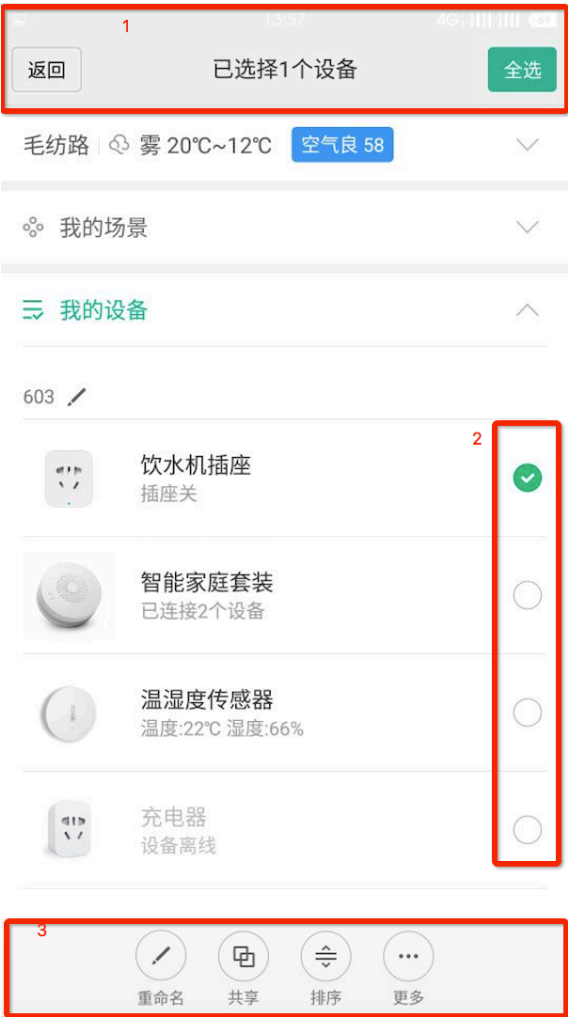 1
13:57 4G
返回 已选择1个设备 全选
毛纺路 雾 20℃~12℃ 空气良 58
我的场景
我的设备
603
2
饮水机插座
插座关
智能家庭套装
已连接2个设备
温湿度传感器
温度:22℃ 湿度:66%
充电器
设备离线
3
重命名 共享 排序 更多